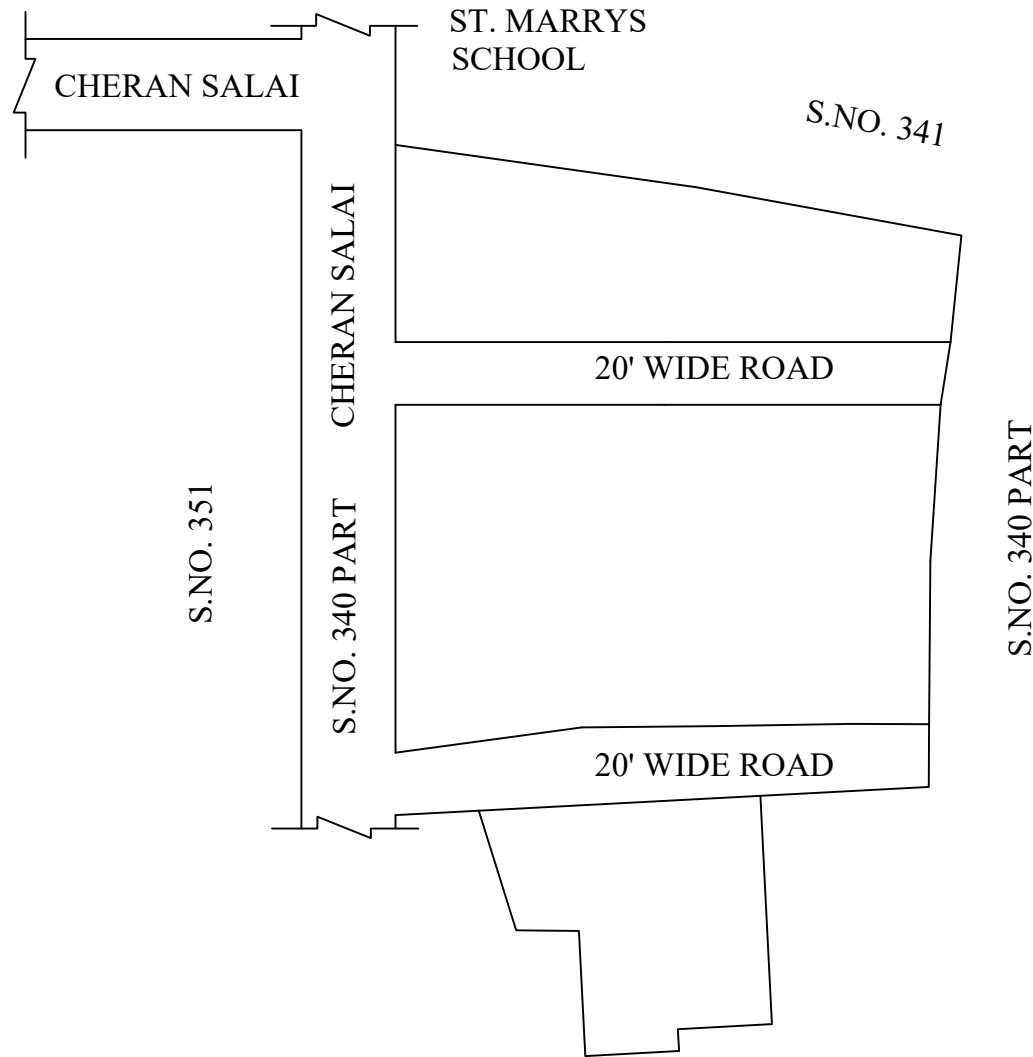 ST. MARRYS
SCHOOL
CHERAN SALAI
S.NO. 341
CHERAN SALAI
20' WIDE ROAD
S.NO. 351
S.NO. 340 PART
S.NO. 340 PART
20' WIDE ROAD